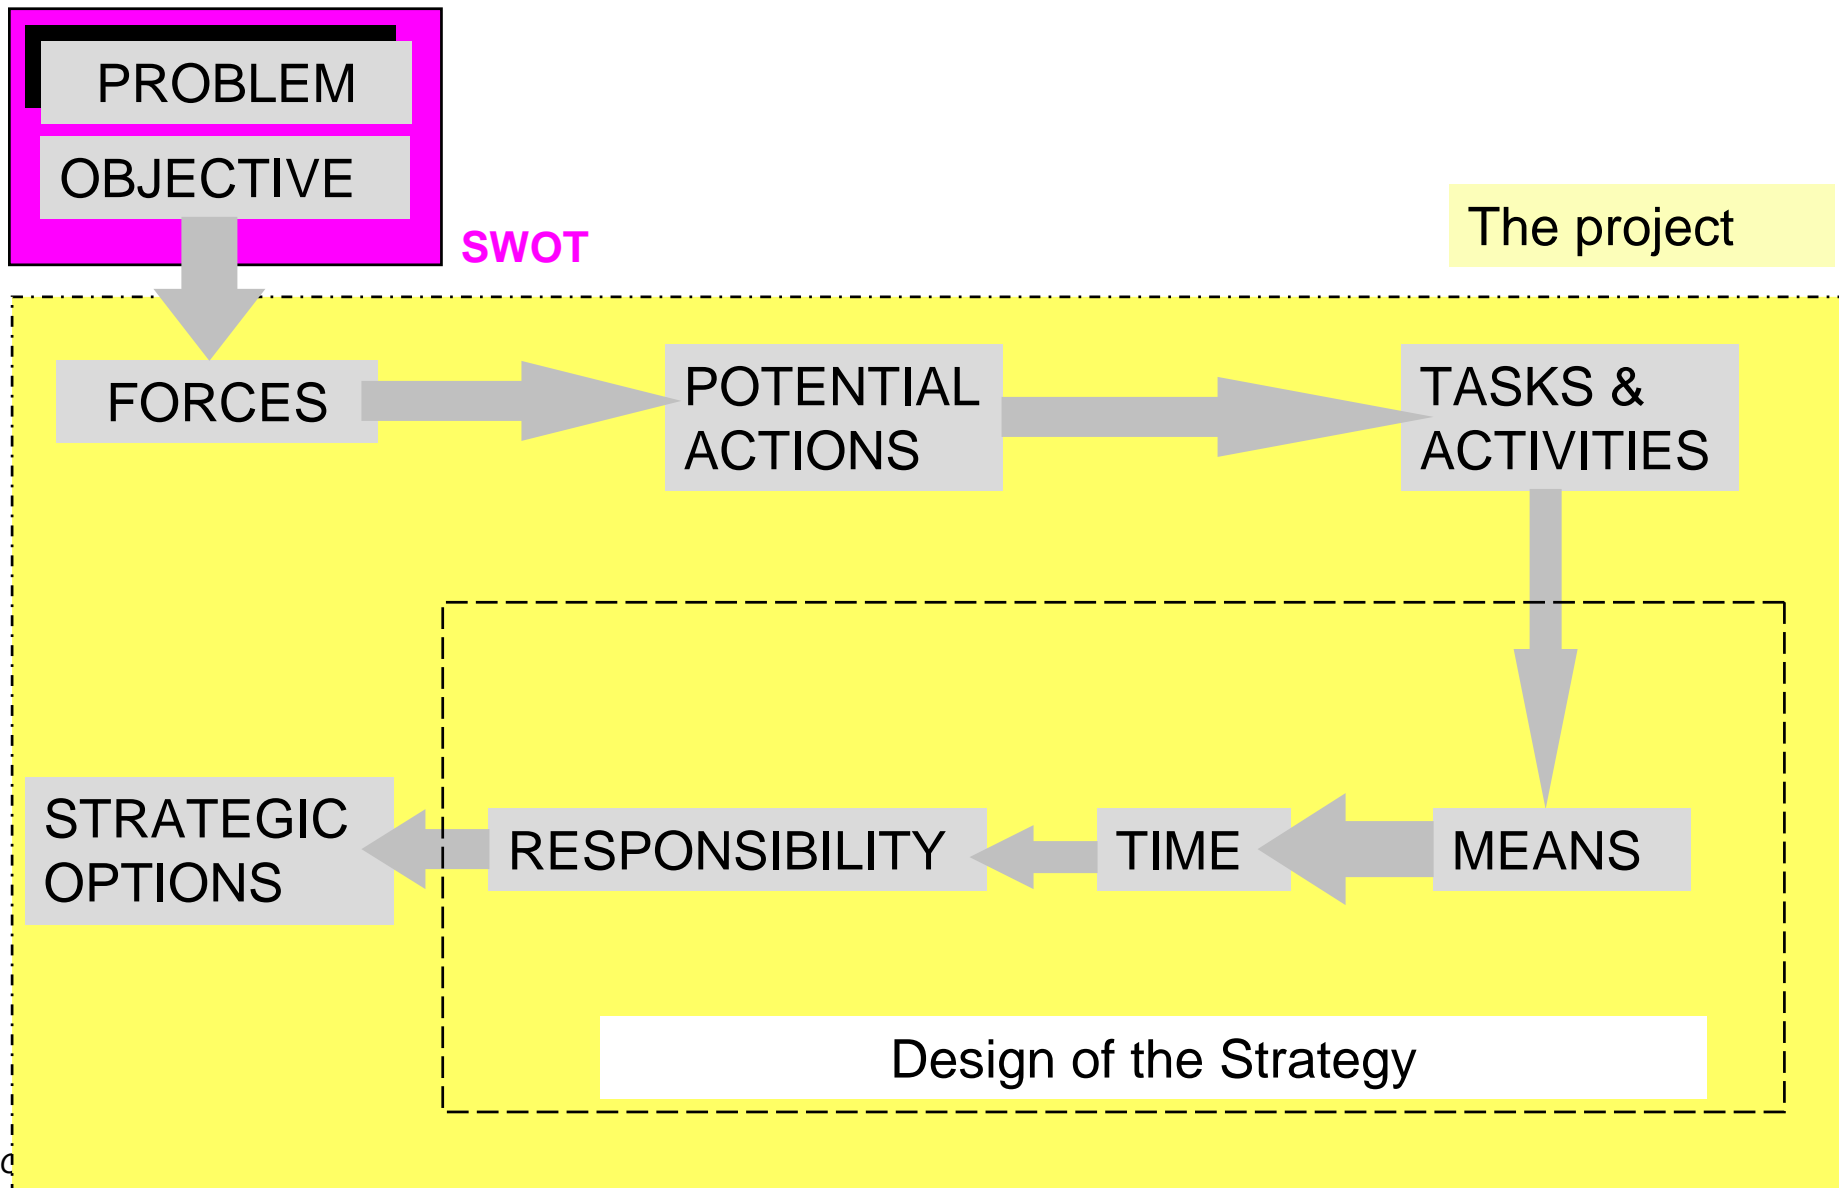 PROBLEM
OBJECTIVE
SWOT
The project
FORCES
POTENTIAL
ACTIONS
TASKS &
ACTIVITIES
STRATEGIC
OPTIONS
RESPONSIBILITY
TIME
MEANS
Design of the Strategy